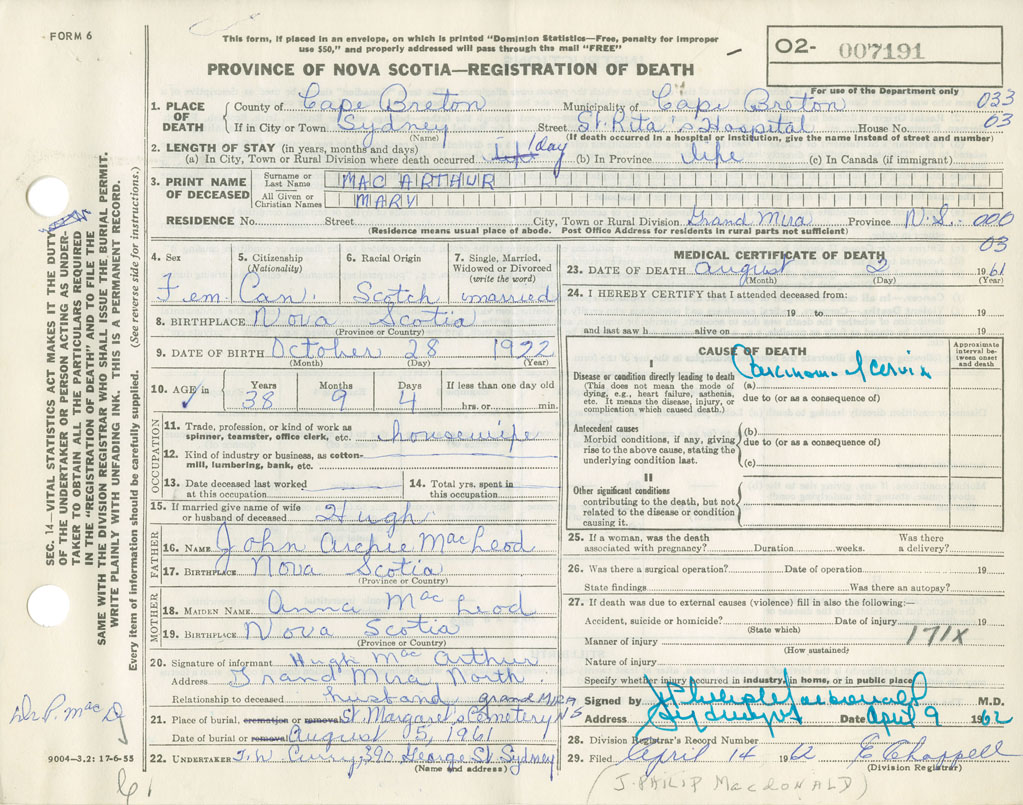 FORM 6
This form, if placed in an envelope, on which is printed "Dominion Statistics—Free, penalty for improper
use $50," and properly addressed will pass through the mail "FREE"
O2- 007191
PROVINCE OF NOVA SCOTIA—REGISTRATION OF DEATH
For use of the Department only
1. PLACE OF DEATH { County of Cape Breton Municipality of Cape Breton 033
If in City or Town Sydney Street St. Rita's Hospital House No. 03
(Name) (If death occurred in a hospital or institution, give the name instead of street and number)
2. LENGTH OF STAY (in years, months and days)
(a) In City, Town or Rural Division where death occurred life 1 day (b) In Province life (c) In Canada (if immigrant)
3. PRINT NAME OF DECEASED { Surname or Last Name MAC ARTHUR
All Given or Christian Names MARY
RESIDENCE No. Street City, Town or Rural Division Grand Mira Province N.S. 000
(Residence means usual place of abode. Post Office Address for residents in rural parts not sufficient)
03
4. Sex Fem.
5. Citizenship (Nationality) Can.
6. Racial Origin Scotch
7. Single, Married, Widowed or Divorced (write the word) married
8. BIRTHPLACE Nova Scotia
(Province or Country)
9. DATE OF BIRTH October 28 1922
(Month) (Day) (Year)
10. AGE in Years 38 Months 9 Days 4 If less than one day old
hrs. or min.
OCCUPATION
11. Trade, profession, or kind of work as spinner, teamster, office clerk, etc. housewife
12. Kind of industry or business, as cotton-mill, lumbering, bank, etc.
13. Date deceased last worked at this occupation
14. Total yrs. spent in this occupation
15. If married give name of wife or husband of deceased Hugh
FATHER
16. NAME John Archie MacLeod
17. BIRTHPLACE Nova Scotia
(Province or Country)
MOTHER
18. MAIDEN NAME Anna MacLeod
19. BIRTHPLACE Nova Scotia
(Province or Country)
20. Signature of informant Hugh MacArthur
Address Grand Mira North
Relationship to deceased husband
GRAND MIRA NS
21. Place of burial, cremation or removal St. Margaret's Cemetery
Date of burial or removal August 05, 1961
22. UNDERTAKER T.W. Curry, 390 George St Sydney
(Name and address)
MEDICAL CERTIFICATE OF DEATH
23. DATE OF DEATH August 2 1961
(Month) (Day) (Year)
24. I HEREBY CERTIFY that I attended deceased from:
19 to 19
and last saw h alive on 19
CAUSE OF DEATH
Approximate interval between onset and death
I
Disease or condition directly leading to death
(This does not mean the mode of dying, e.g., heart failure, asthenia, etc. It means the disease, injury, or complication which caused death.)
(a) Carcinoma of cervix
due to (or as a consequence of)
Antecedent causes
Morbid conditions, if any, giving rise to the above cause, stating the underlying condition last.
(b)
due to (or as a consequence of)
(c)
II
Other significant conditions
contributing to the death, but not related to the disease or condition causing it.
25. If a woman, was the death associated with pregnancy? Duration weeks. Was there a delivery?
26. Was there a surgical operation? Date of operation 19
State findings Was there an autopsy?
27. If death was due to external causes (violence) fill in also the following:—
Accident, suicide or homicide? Date of injury 19
(State which)
171X
Manner of injury
(How sustained)
Nature of injury
Specify whether injury occurred in industry, in home, or in public place
Signed by M.D.
Address Sydney NS Date April 9 1962
28. Division Registrar's Record Number
29. Filed April 14 1962 E Chappell
(Division Registrar)
(J. PHILIP MACDONALD)
SEC. 14—VITAL STATISTICS ACT MAKES IT THE DUTY
OF THE UNDERTAKER OR PERSON ACTING AS UNDER-
TAKER TO OBTAIN ALL THE PARTICULARS REQUIRED
IN THE "REGISTRATION OF DEATH" AND TO FILE THE
SAME WITH THE DIVISION REGISTRAR WHO SHALL ISSUE THE BURIAL PERMIT.
WRITE PLAINLY WITH UNFADING INK. THIS IS A PERMANENT RECORD.
Every item of information should be carefully supplied. (See reverse side for instructions.)
Dr P. Mac D
9004—3,2: 17-6-55